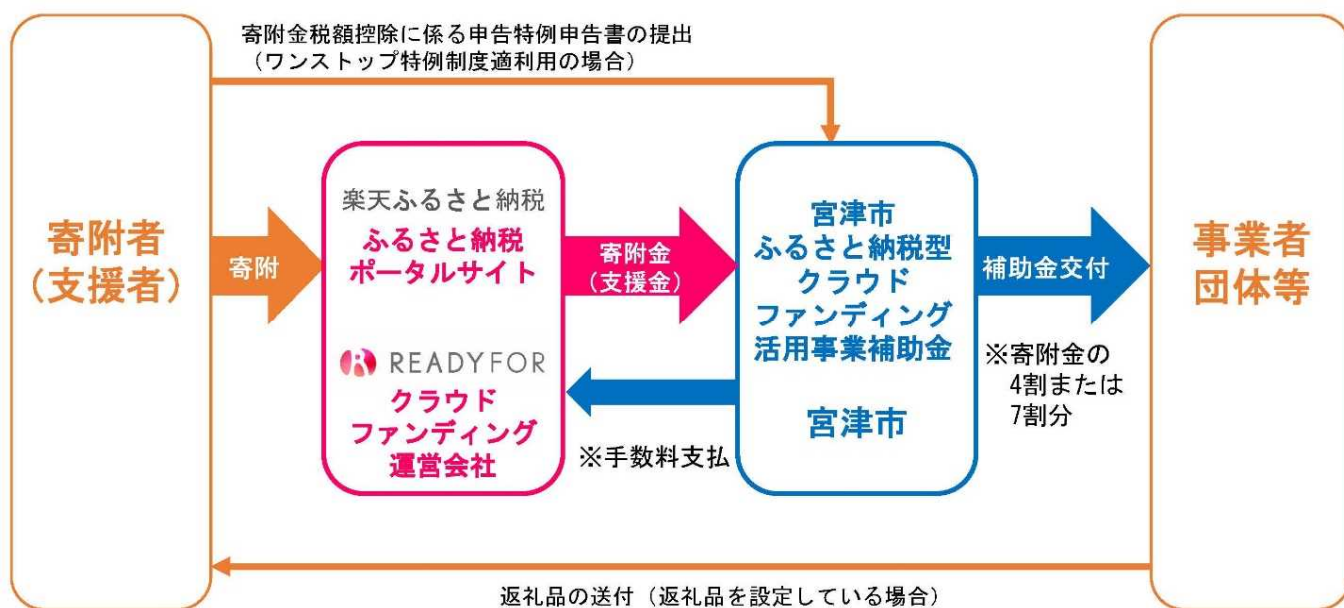 寄附金税額控除に係る申告特例申告書の提出
（ワンストップ特例制度適利用の場合）
寄附者
（支援者）
寄附
楽天ふるさと納税
ふるさと納税
ポータルサイト
READYFOR
クラウド
ファンディング
運営会社
寄附金
（支援金）
※手数料支払
宮津市
ふるさと納税型
クラウド
ファンディング
活用事業補助金
宮津市
補助金交付
※寄附金の
4割または
7割分
事業者
団体等
返礼品の送付（返礼品を設定している場合）